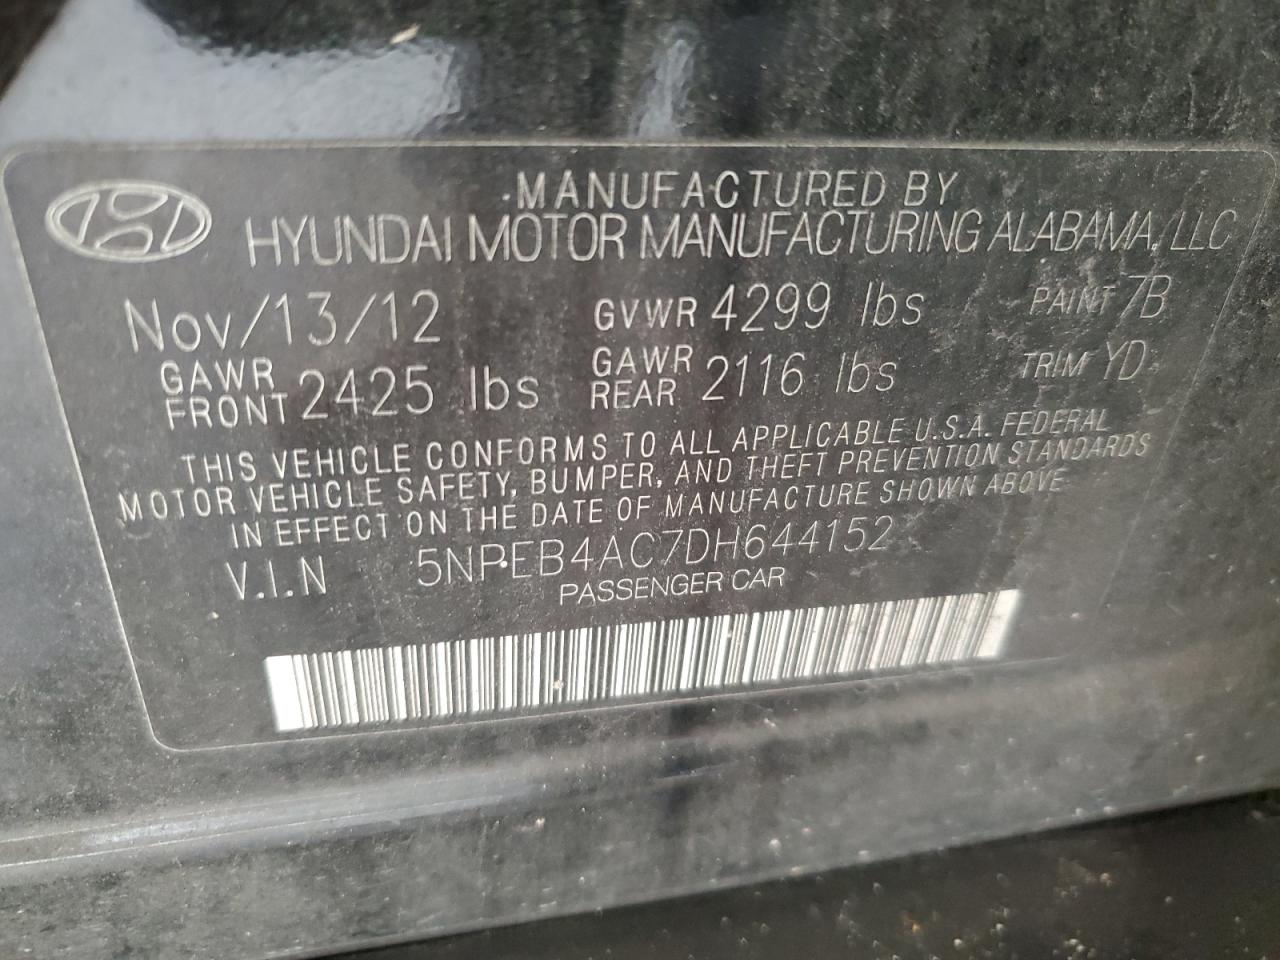 MANUFACTURED BY
HYUNDAI MOTOR MANUFACTURING ALABAMA, LLC
Nov/13/12 GVWR 4299 lbs PAINT 7B
GAWR FRONT 2425 lbs GAWR REAR 2116 lbs TRIM YD
THIS VEHICLE CONFORMS TO ALL APPLICABLE U.S.A. FEDERAL
MOTOR VEHICLE SAFETY, BUMPER, AND THEFT PREVENTION STANDARDS
IN EFFECT ON THE DATE OF MANUFACTURE SHOWN ABOVE
V.I.N 5NPEB4AC7DH644152
PASSENGER CAR